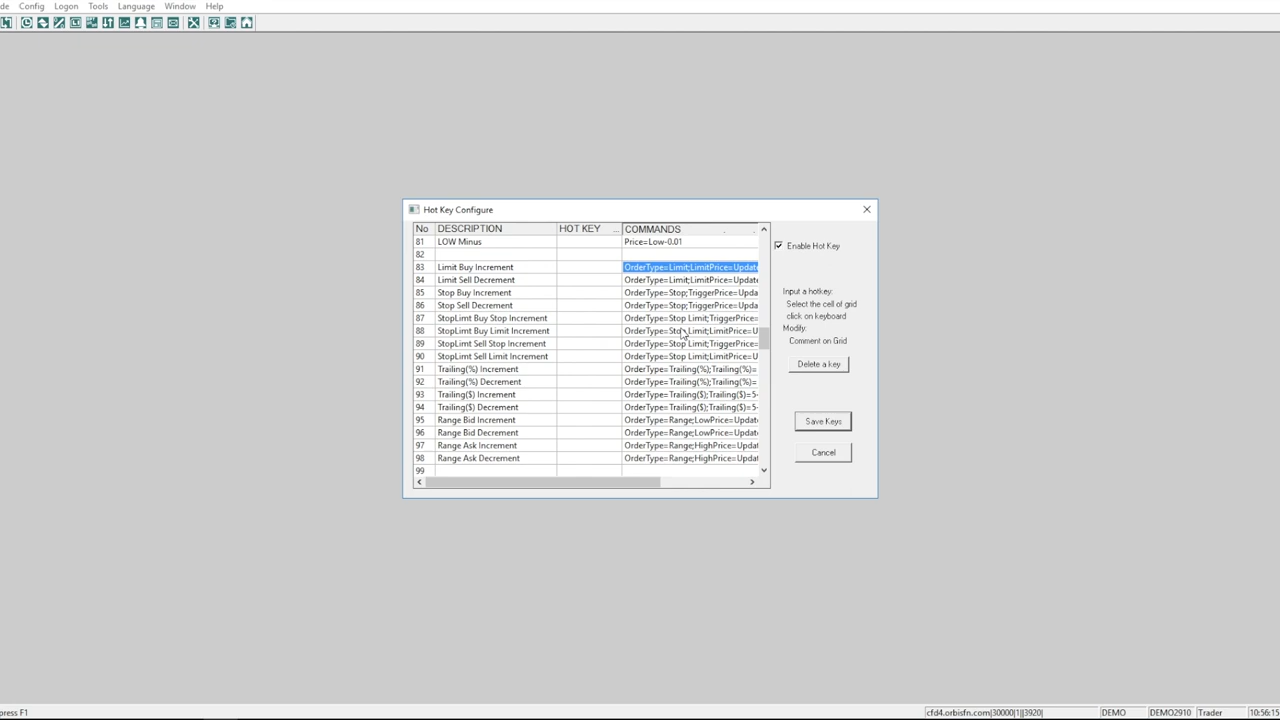 de Config Logon Tools Language Window Help
Hot Key Configure
No DESCRIPTION HOT KEY ... COMMANDS
81 LOW Minus Price=Low-0.01
82
83 Limit Buy Increment OrderType=Limit;LimitPrice=Update
84 Limit Sell Decrement OrderType=Limit;LimitPrice=Update
85 Stop Buy Increment OrderType=Stop;TriggerPrice=Upda
86 Stop Sell Decrement OrderType=Stop;TriggerPrice=Upda
87 StopLimt Buy Stop Increment OrderType=Stop Limit;TriggerPrice=
88 StopLimt Buy Limit Increment OrderType=Stop Limit;LimitPrice=U
89 StopLimt Sell Stop Increment OrderType=Stop Limit;TriggerPrice=
90 StopLimt Sell Limit Increment OrderType=Stop Limit;LimitPrice=U
91 Trailing(%) Increment OrderType=Trailing(%);Trailing(%)=
92 Trailing(%) Decrement OrderType=Trailing(%);Trailing(%)=
93 Trailing($) Increment OrderType=Trailing($);Trailing($)=5-
94 Trailing($) Decrement OrderType=Trailing($);Trailing($)=5-
95 Range Bid Increment OrderType=Range;LowPrice=Update
96 Range Bid Decrement OrderType=Range;LowPrice=Update
97 Range Ask Increment OrderType=Range;HighPrice=Updat
98 Range Ask Decrement OrderType=Range;HighPrice=Updat
99
Enable Hot Key
Input a hotkey:
Select the cell of grid
click on keyboard
Modify:
Comment on Grid
Delete a key
Save Keys
Cancel
press F1 cfd4.orbisfn.com|30000|1||3920| DEMO DEMO2910 Trader 10:56:15